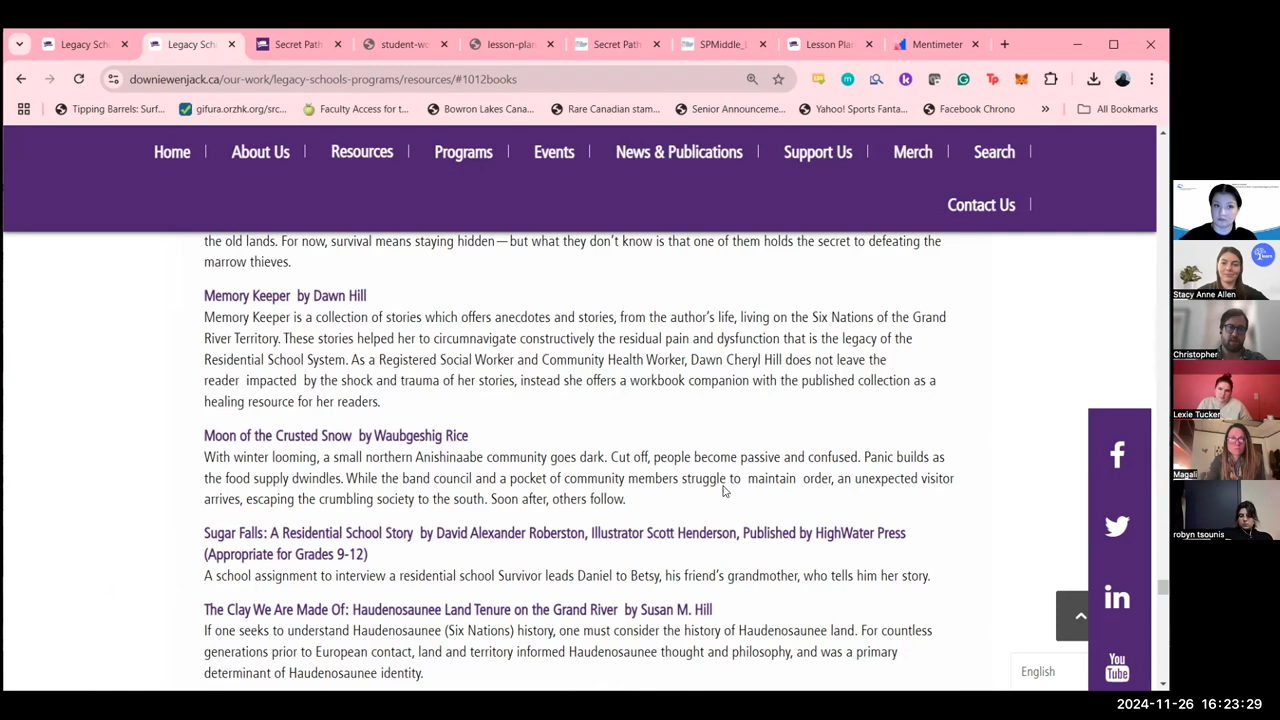 Legacy Sch
Legacy Sch
Secret Path
student-wo
lesson-plan
Secret Path
SPMiddle_L
Lesson Plan
Mentimeter
downiewenjack.ca/our-work/legacy-schools-programs/resources/#1012books
Tipping Barrels: Surf...
gifura.orzhk.org/src...
Faculty Access for t...
Bowron Lakes Cana...
Rare Canadian stam...
Senior Announceme...
Yahoo! Sports Fanta...
Facebook Chrono
All Bookmarks
Home
About Us
Resources
Programs
Events
News & Publications
Support Us
Merch
Search
Contact Us
the old lands. For now, survival means staying hidden—but what they don't know is that one of them holds the secret to defeating the
marrow thieves.
Memory Keeper by Dawn Hill
Memory Keeper is a collection of stories which offers anecdotes and stories, from the author's life, living on the Six Nations of the Grand
River Territory. These stories helped her to circumnavigate constructively the residual pain and dysfunction that is the legacy of the
Residential School System. As a Registered Social Worker and Community Health Worker, Dawn Cheryl Hill does not leave the
reader impacted by the shock and trauma of her stories, instead she offers a workbook companion with the published collection as a
healing resource for her readers.
Moon of the Crusted Snow by Waubgeshig Rice
With winter looming, a small northern Anishinaabe community goes dark. Cut off, people become passive and confused. Panic builds as
the food supply dwindles. While the band council and a pocket of community members struggle to maintain order, an unexpected visitor
arrives, escaping the crumbling society to the south. Soon after, others follow.
Sugar Falls: A Residential School Story by David Alexander Roberston, Illustrator Scott Henderson, Published by HighWater Press
(Appropriate for Grades 9-12)
A school assignment to interview a residential school Survivor leads Daniel to Betsy, his friend's grandmother, who tells him her story.
The Clay We Are Made Of: Haudenosaunee Land Tenure on the Grand River by Susan M. Hill
If one seeks to understand Haudenosaunee (Six Nations) history, one must consider the history of Haudenosaunee land. For countless
generations prior to European contact, land and territory informed Haudenosaunee thought and philosophy, and was a primary
determinant of Haudenosaunee identity.
English
You
Tube
Stacy Anne Allen
Christopher
Lexie Tucker
Magali
robyn tsounis
2024-11-26 16:23:29